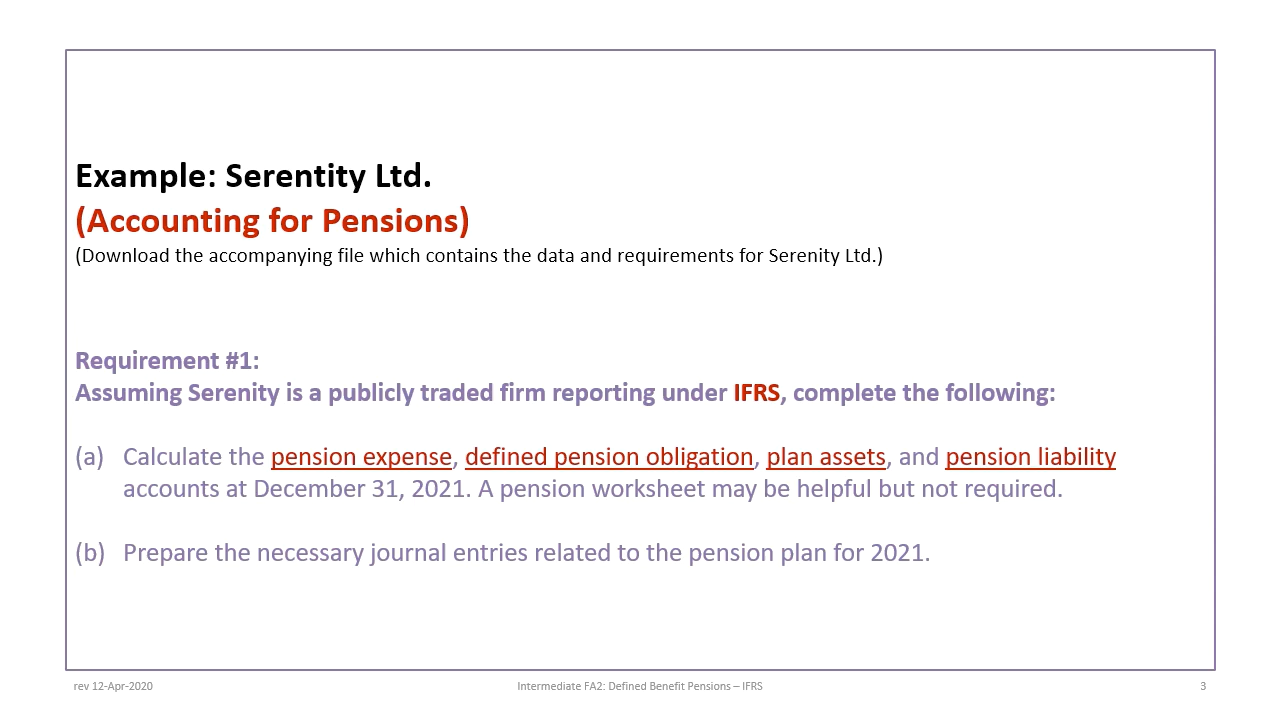 Example: Serentity Ltd.
(Accounting for Pensions)
(Download the accompanying file which contains the data and requirements for Serenity Ltd.)
Requirement #1:
Assuming Serenity is a publicly traded firm reporting under IFRS, complete the following:
(a) Calculate the pension expense, defined pension obligation, plan assets, and pension liability
accounts at December 31, 2021. A pension worksheet may be helpful but not required.
(b) Prepare the necessary journal entries related to the pension plan for 2021.
rev 12-Apr-2020 Intermediate FA2: Defined Benefit Pensions – IFRS 3